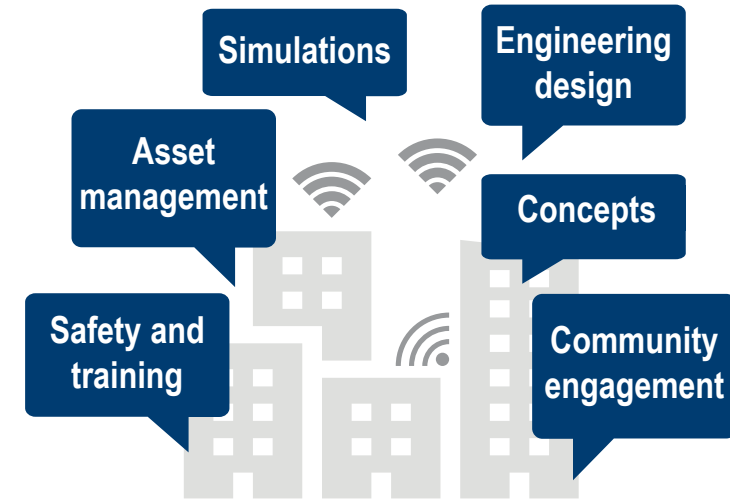 Simulations
Engineering
design
Asset
management
Concepts
Safety and
training
Community
engagement